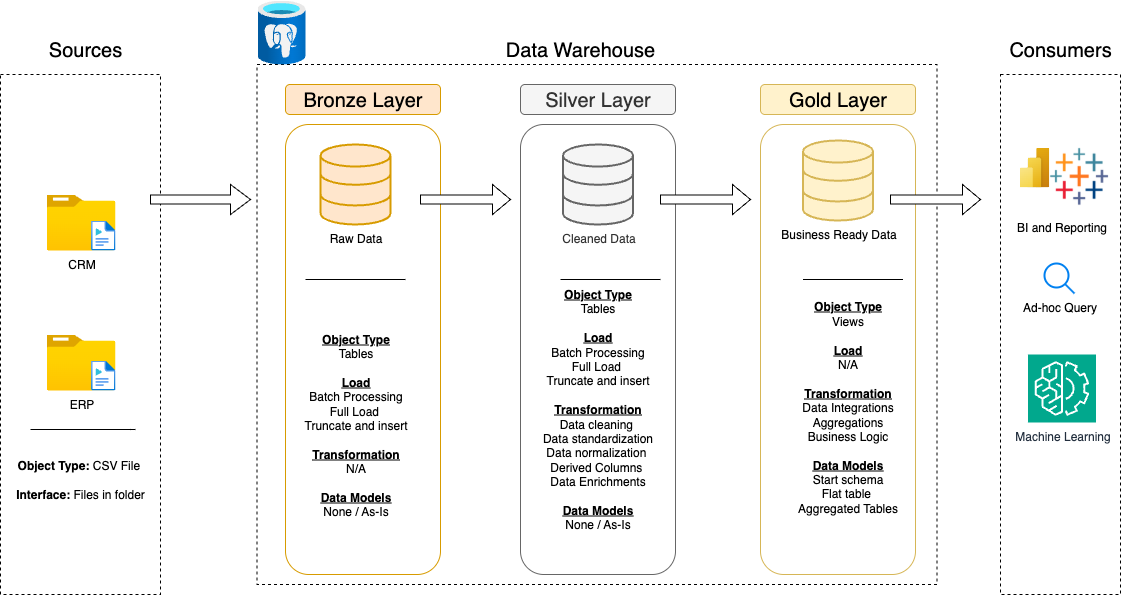 Sources
CRM
ERP
Object Type: CSV File
Interface: Files in folder
Data Warehouse
Bronze Layer
Raw Data
Object Type
Tables
Load
Batch Processing
Full Load
Truncate and insert
Transformation
N/A
Data Models
None / As-Is
Silver Layer
Cleaned Data
Object Type
Tables
Load
Batch Processing
Full Load
Truncate and insert
Transformation
Data cleaning
Data standardization
Data normalization
Derived Columns
Data Enrichments
Data Models
None / As-Is
Gold Layer
Business Ready Data
Object Type
Views
Load
N/A
Transformation
Data Integrations
Aggregations
Business Logic
Data Models
Start schema
Flat table
Aggregated Tables
Consumers
BI and Reporting
Ad-hoc Query
Machine Learning